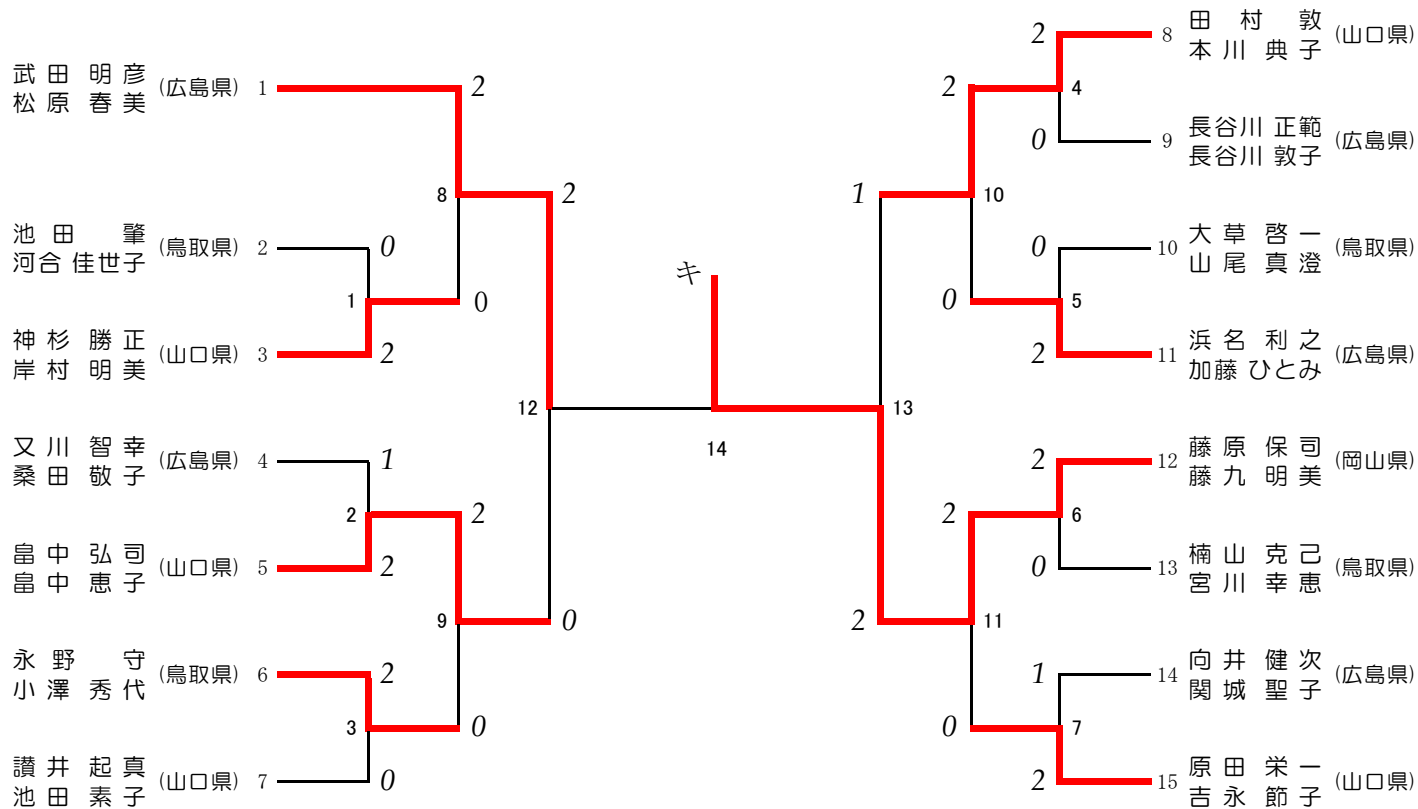 武田 明彦
松原 春美
(広島県) 1
2
池田 肇
河合 佳世子
(鳥取県) 2
0
8
2
1
0
神杉 勝正
岸村 明美
(山口県) 3
2
12
又川 智幸
桑田 敬子
(広島県) 4
1
2
2
畠中 弘司
畠中 恵子
(山口県) 5
2
9
0
永野 守
小澤 秀代
(鳥取県) 6
2
3
0
讃井 起真
池田 素子
(山口県) 7
0
キ
14
2
8
田村 敦
本川 典子
(山口県)
2
4
0
9
長谷川 正範
長谷川 敦子
(広島県)
1
10
0
10
大草 啓一
山尾 真澄
(鳥取県)
0
5
2
11
浜名 利之
加藤 ひとみ
(広島県)
13
2
12
藤原 保司
藤九 明美
(岡山県)
2
6
0
13
楠山 克己
宮川 幸恵
(鳥取県)
2
11
1
14
向井 健次
関城 聖子
(広島県)
0
7
2
15
原田 栄一
吉永 節子
(山口県)